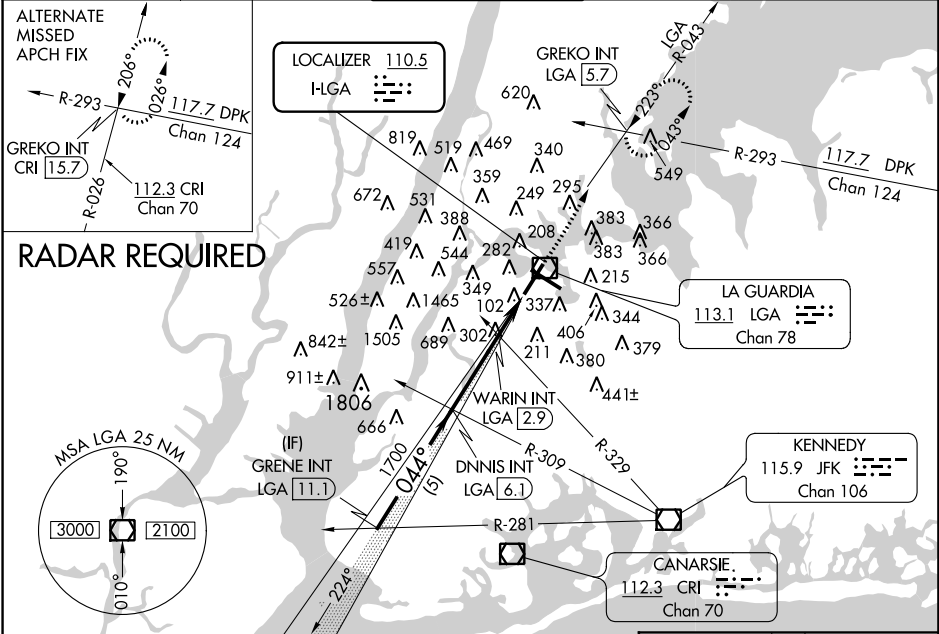 ALTERNATE
MISSED
APCH FIX
206°
026°
R-293
117.7 DPK
Chan 124
GREKO INT
CRI 15.7
R-026
112.3 CRI
Chan 70
RADAR REQUIRED
LOCALIZER 110.5
I-LGA
GREKO INT
LGA 5.7
LGA
R-043
223°
043°
R-293
117.7 DPK
Chan 124
549
620
819
519
469
340
359
249
295
672
531
388
208
383
383
366
366
419
544
282
557
349
215
526±
1465
102
337
406
344
1505
689
302
211
380
379
842±
911±
1806
441±
666
LA GUARDIA
113.1 LGA
Chan 78
WARIN INT
LGA 2.9
(IF)
GRENE INT
LGA 11.1
1700
044°
(5)
DNNIS INT
LGA 6.1
R-309
R-329
KENNEDY
115.9 JFK
Chan 106
R-281
224°
CANARSIE
112.3 CRI
Chan 70
MSA LGA 25 NM
190°
3000
2100
010°